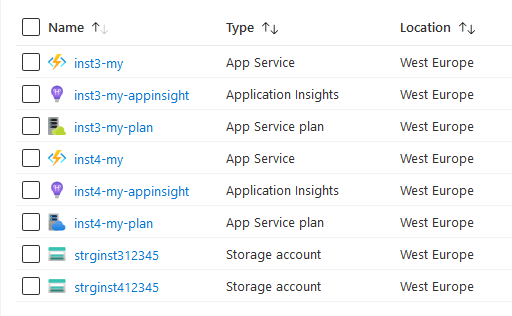 Name ↑↓ Type ↑↓ Location ↑↓
inst3-my App Service West Europe
inst3-my-appinsight Application Insights West Europe
inst3-my-plan App Service plan West Europe
inst4-my App Service West Europe
inst4-my-appinsight Application Insights West Europe
inst4-my-plan App Service plan West Europe
strginst312345 Storage account West Europe
strginst412345 Storage account West Europe